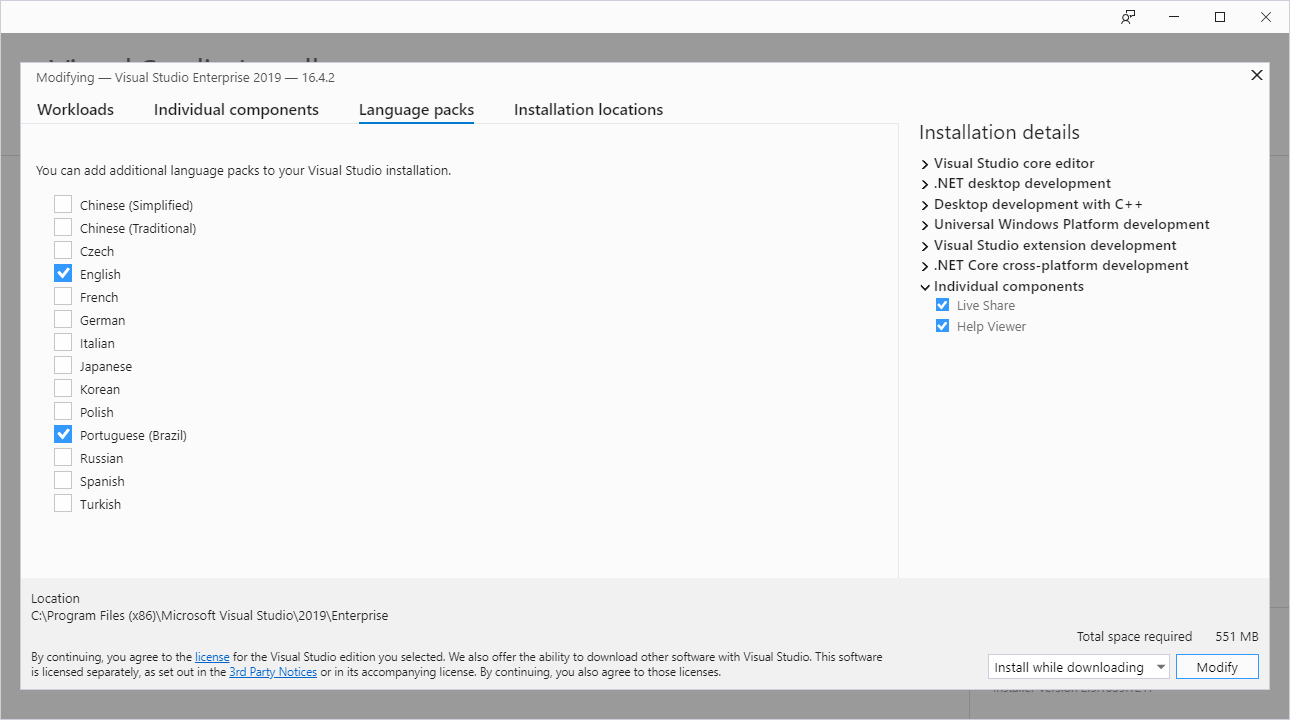 Modifying — Visual Studio Enterprise 2019 — 16.4.2
Workloads Individual components Language packs Installation locations
You can add additional language packs to your Visual Studio installation.
Chinese (Simplified)
Chinese (Traditional)
Czech
English
French
German
Italian
Japanese
Korean
Polish
Portuguese (Brazil)
Russian
Spanish
Turkish
Installation details
Visual Studio core editor
.NET desktop development
Desktop development with C++
Universal Windows Platform development
Visual Studio extension development
.NET Core cross-platform development
Individual components
Live Share
Help Viewer
Location
C:\Program Files (x86)\Microsoft Visual Studio\2019\Enterprise
Total space required 551 MB
By continuing, you agree to the license for the Visual Studio edition you selected. We also offer the ability to download other software with Visual Studio. This software
is licensed separately, as set out in the 3rd Party Notices or in its accompanying license. By continuing, you also agree to those licenses.
Install while downloading Modify